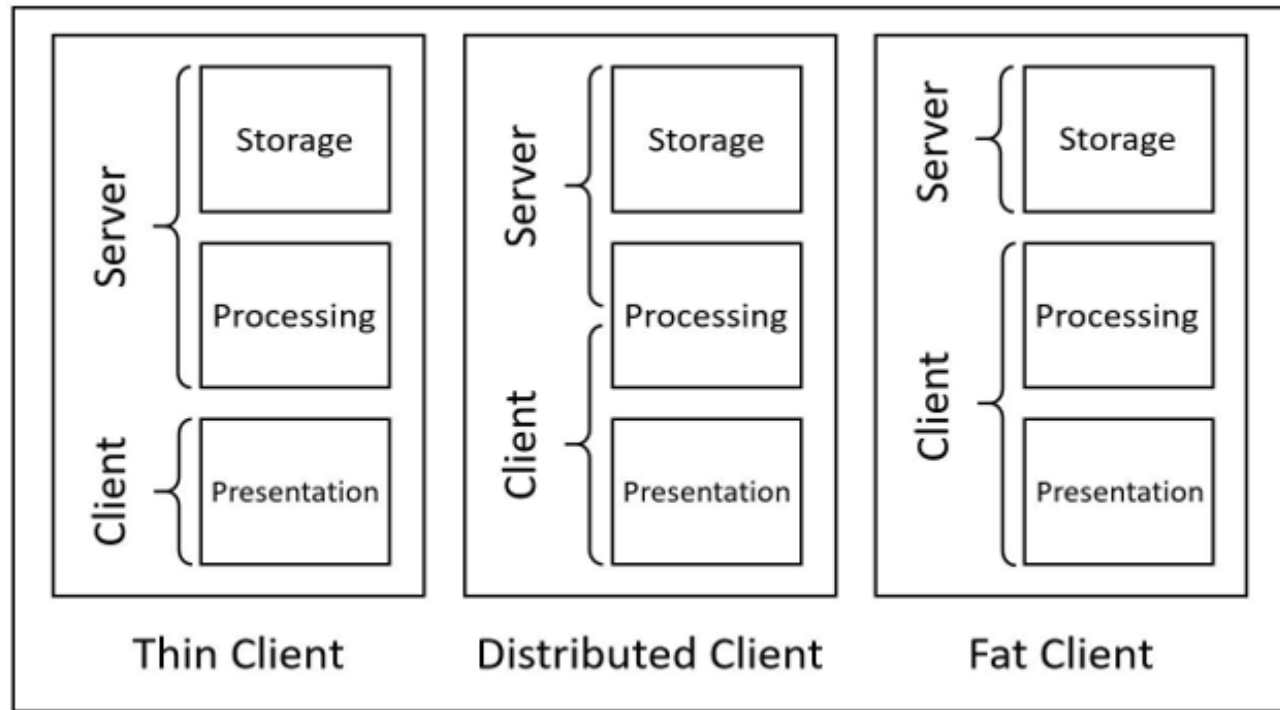 Server
Storage
Processing
Client
Presentation
Thin Client
Server
Storage
Processing
Client
Presentation
Distributed Client
Server
Storage
Client
Processing
Presentation
Fat Client